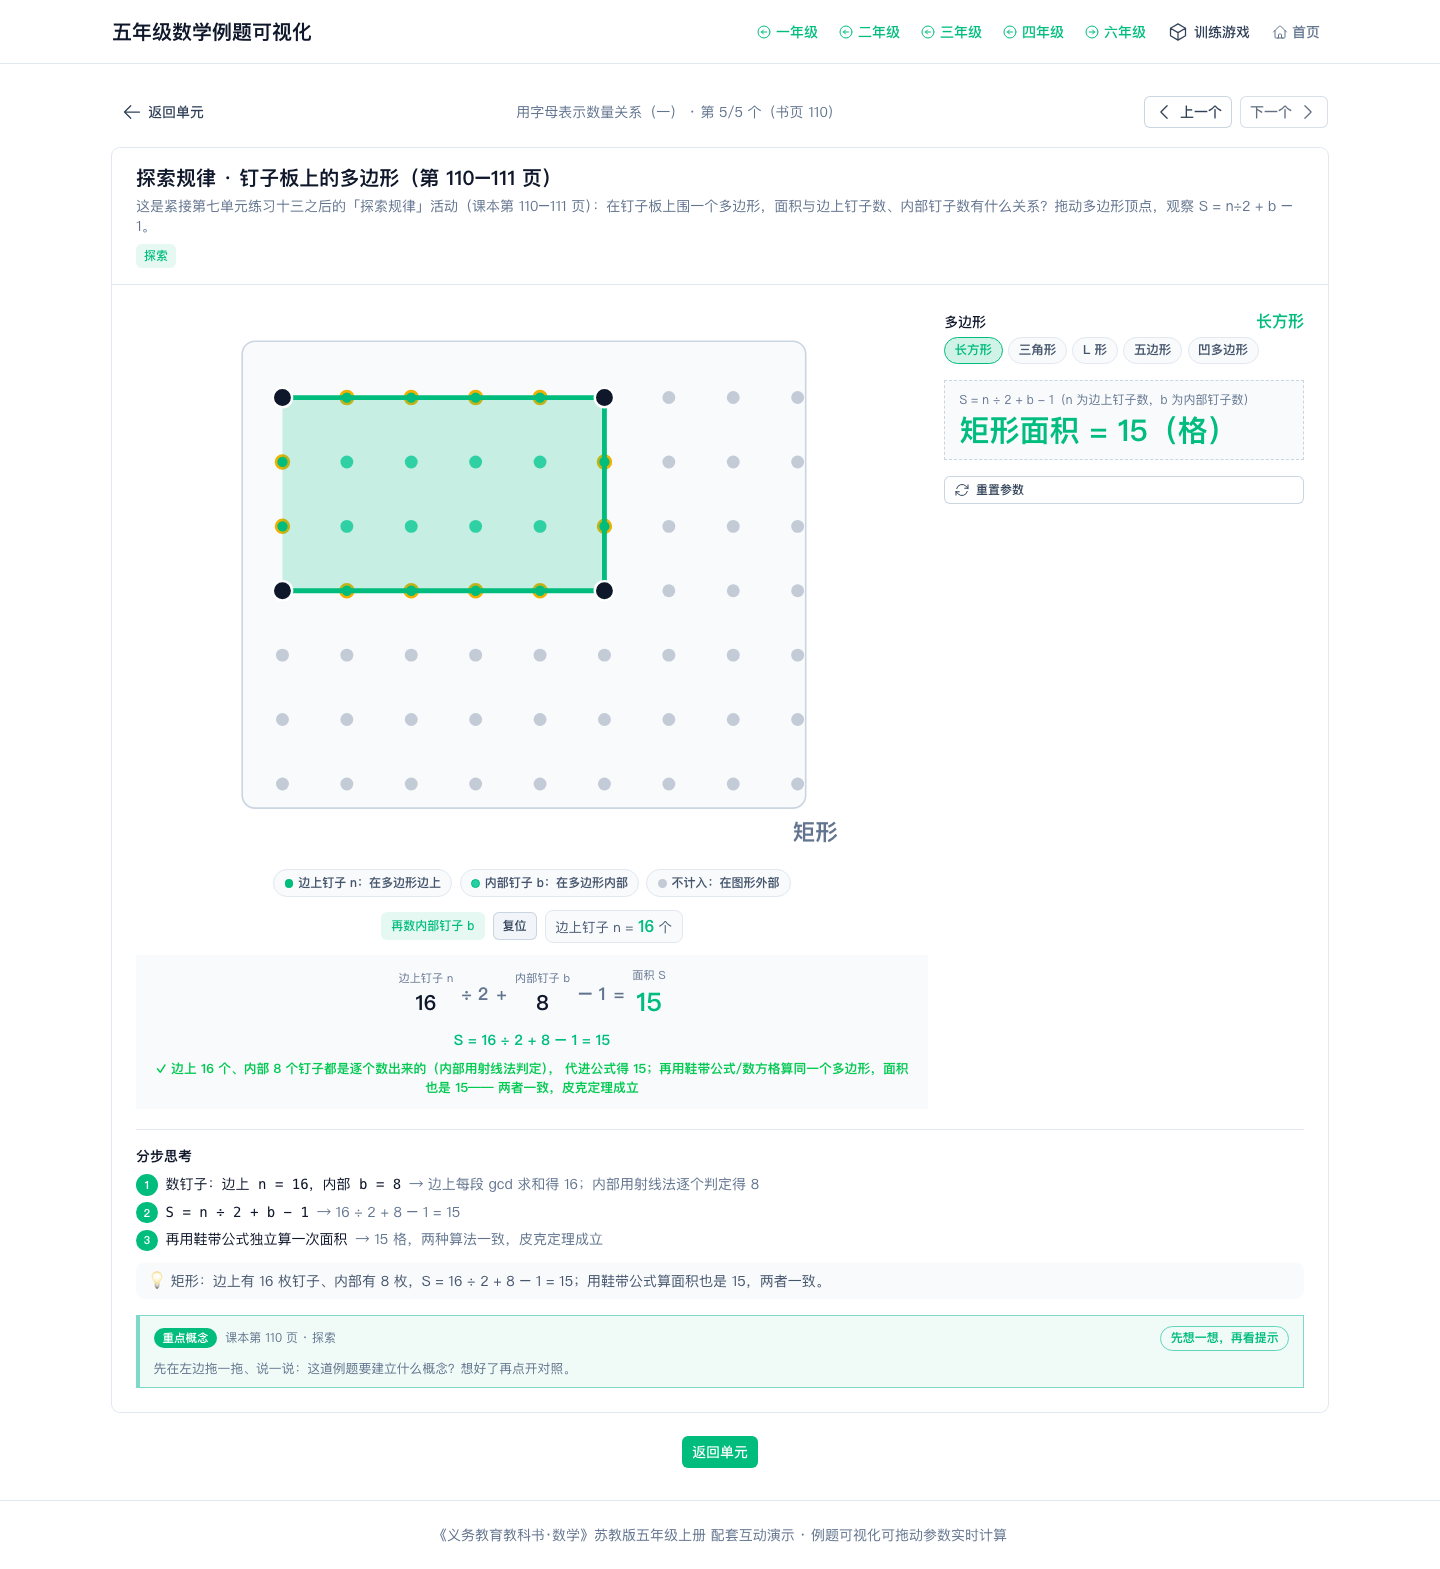 五年级数学例题可视化
一年级
二年级
三年级
四年级
六年级
训练游戏
首页
返回单元
用字母表示数量关系（一） · 第 5/5 个（书页 110）
上一个
下一个
探索规律 · 钉子板上的多边形（第 110—111 页）
这是紧接第七单元练习十三之后的「探索规律」活动（课本第 110—111 页）：在钉子板上围一个多边形，面积与边上钉子数、内部钉子数有什么关系？拖动多边形顶点，观察 S = n÷2 + b −
1。
探索
多边形
长方形
长方形
三角形
L 形
五边形
凹多边形
S = n ÷ 2 + b − 1（n 为边上钉子数，b 为内部钉子数）
矩形面积 = 15（格）
重置参数
矩形
边上钉子 n：在多边形边上
内部钉子 b：在多边形内部
不计入：在图形外部
再数内部钉子 b
复位
边上钉子 n = 16 个
边上钉子 n
内部钉子 b
面积 S
16 ÷ 2 + 8 − 1 = 15
S = 16 ÷ 2 + 8 − 1 = 15
✓ 边上 16 个、内部 8 个钉子都是逐个数出来的（内部用射线法判定）， 代进公式得 15；再用鞋带公式/数方格算同一个多边形，面积
也是 15—— 两者一致，皮克定理成立
分步思考
1 数钉子：边上 n = 16，内部 b = 8 → 边上每段 gcd 求和得 16；内部用射线法逐个判定得 8
2 S = n ÷ 2 + b − 1 → 16 ÷ 2 + 8 − 1 = 15
3 再用鞋带公式独立算一次面积 → 15 格，两种算法一致，皮克定理成立
💡 矩形：边上有 16 枚钉子、内部有 8 枚，S = 16 ÷ 2 + 8 − 1 = 15；用鞋带公式算面积也是 15，两者一致。
重点概念
课本第 110 页 · 探索
先想一想，再看提示
先在左边拖一拖、说一说：这道例题要建立什么概念？想好了再点开对照。
返回单元
《义务教育教科书·数学》苏教版五年级上册 配套互动演示 · 例题可视化可拖动参数实时计算